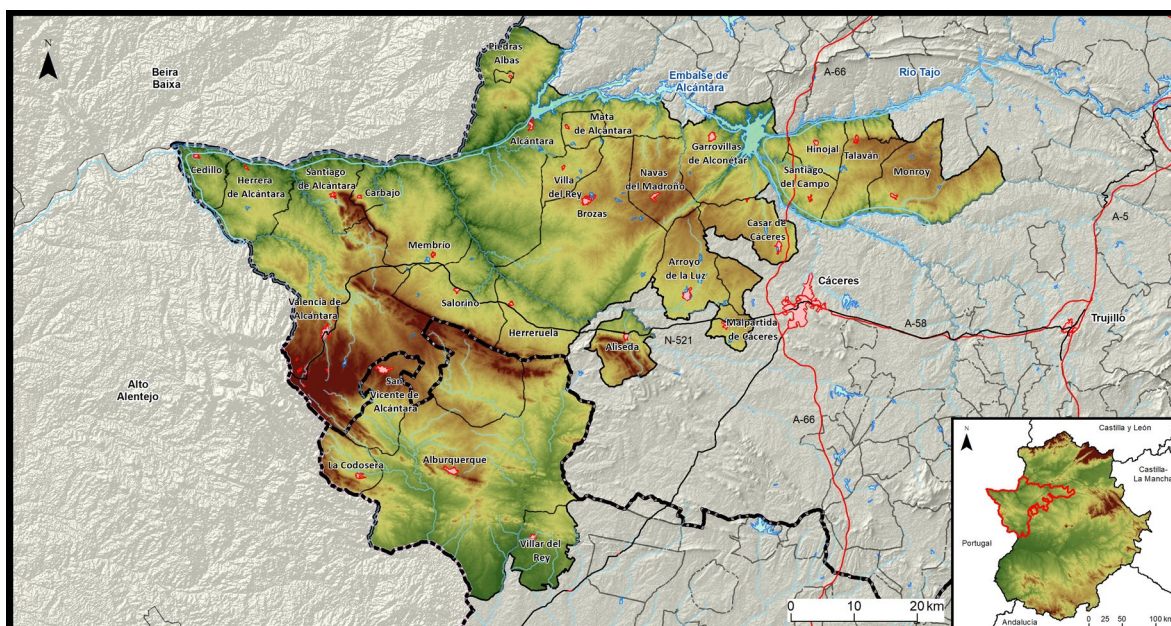 N
Beira
Baixa
Piedras
Albas
Embalse de
Alcántara
A-66
Río Tajo
Alcántara
Mata
de Alcántara
Garrovillas
de Alconetar
Hinojal
Talaván
Cedillo
Herrera
de Alcántara
Santiago
de Alcántara
Carbajo
Villa
del Rey
Brozas
Navas
del Madroño
Santiago
del Campo
Monroy
A-5
Membrio
Casar de
Cáceres
Arroyo
de la Luz
Cáceres
Valencia de
Alcántara
Salorino
Herreruela
Aliseda
N-521
Malpartida
de Cáceres
A-58
Trujillo
Alto
Alentejo
San
Vicente de
Alcántara
A-66
La Codosera
Alburquerque
Villar del
Rey
0 10 20 km
N
Castilla y León
Castilla-
La Mancha
Portugal
Andalucía
0 25 50 100 km